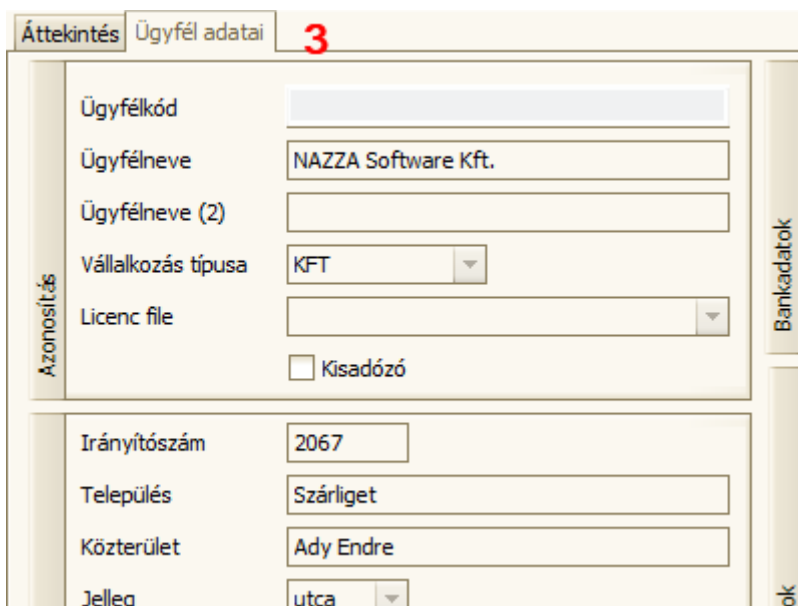 Áttekintés Ügyfél adatai 3
Azonosítás
Ügyfélkód
Ügyfélneve NAZZA Software Kft.
Ügyfélneve (2)
Vállalkozás típusa KFT
Licenc file
Kisadózó
Bankadatok
Irányítószám 2067
Település Szárliget
Közterület Ady Endre
Jelleg utca